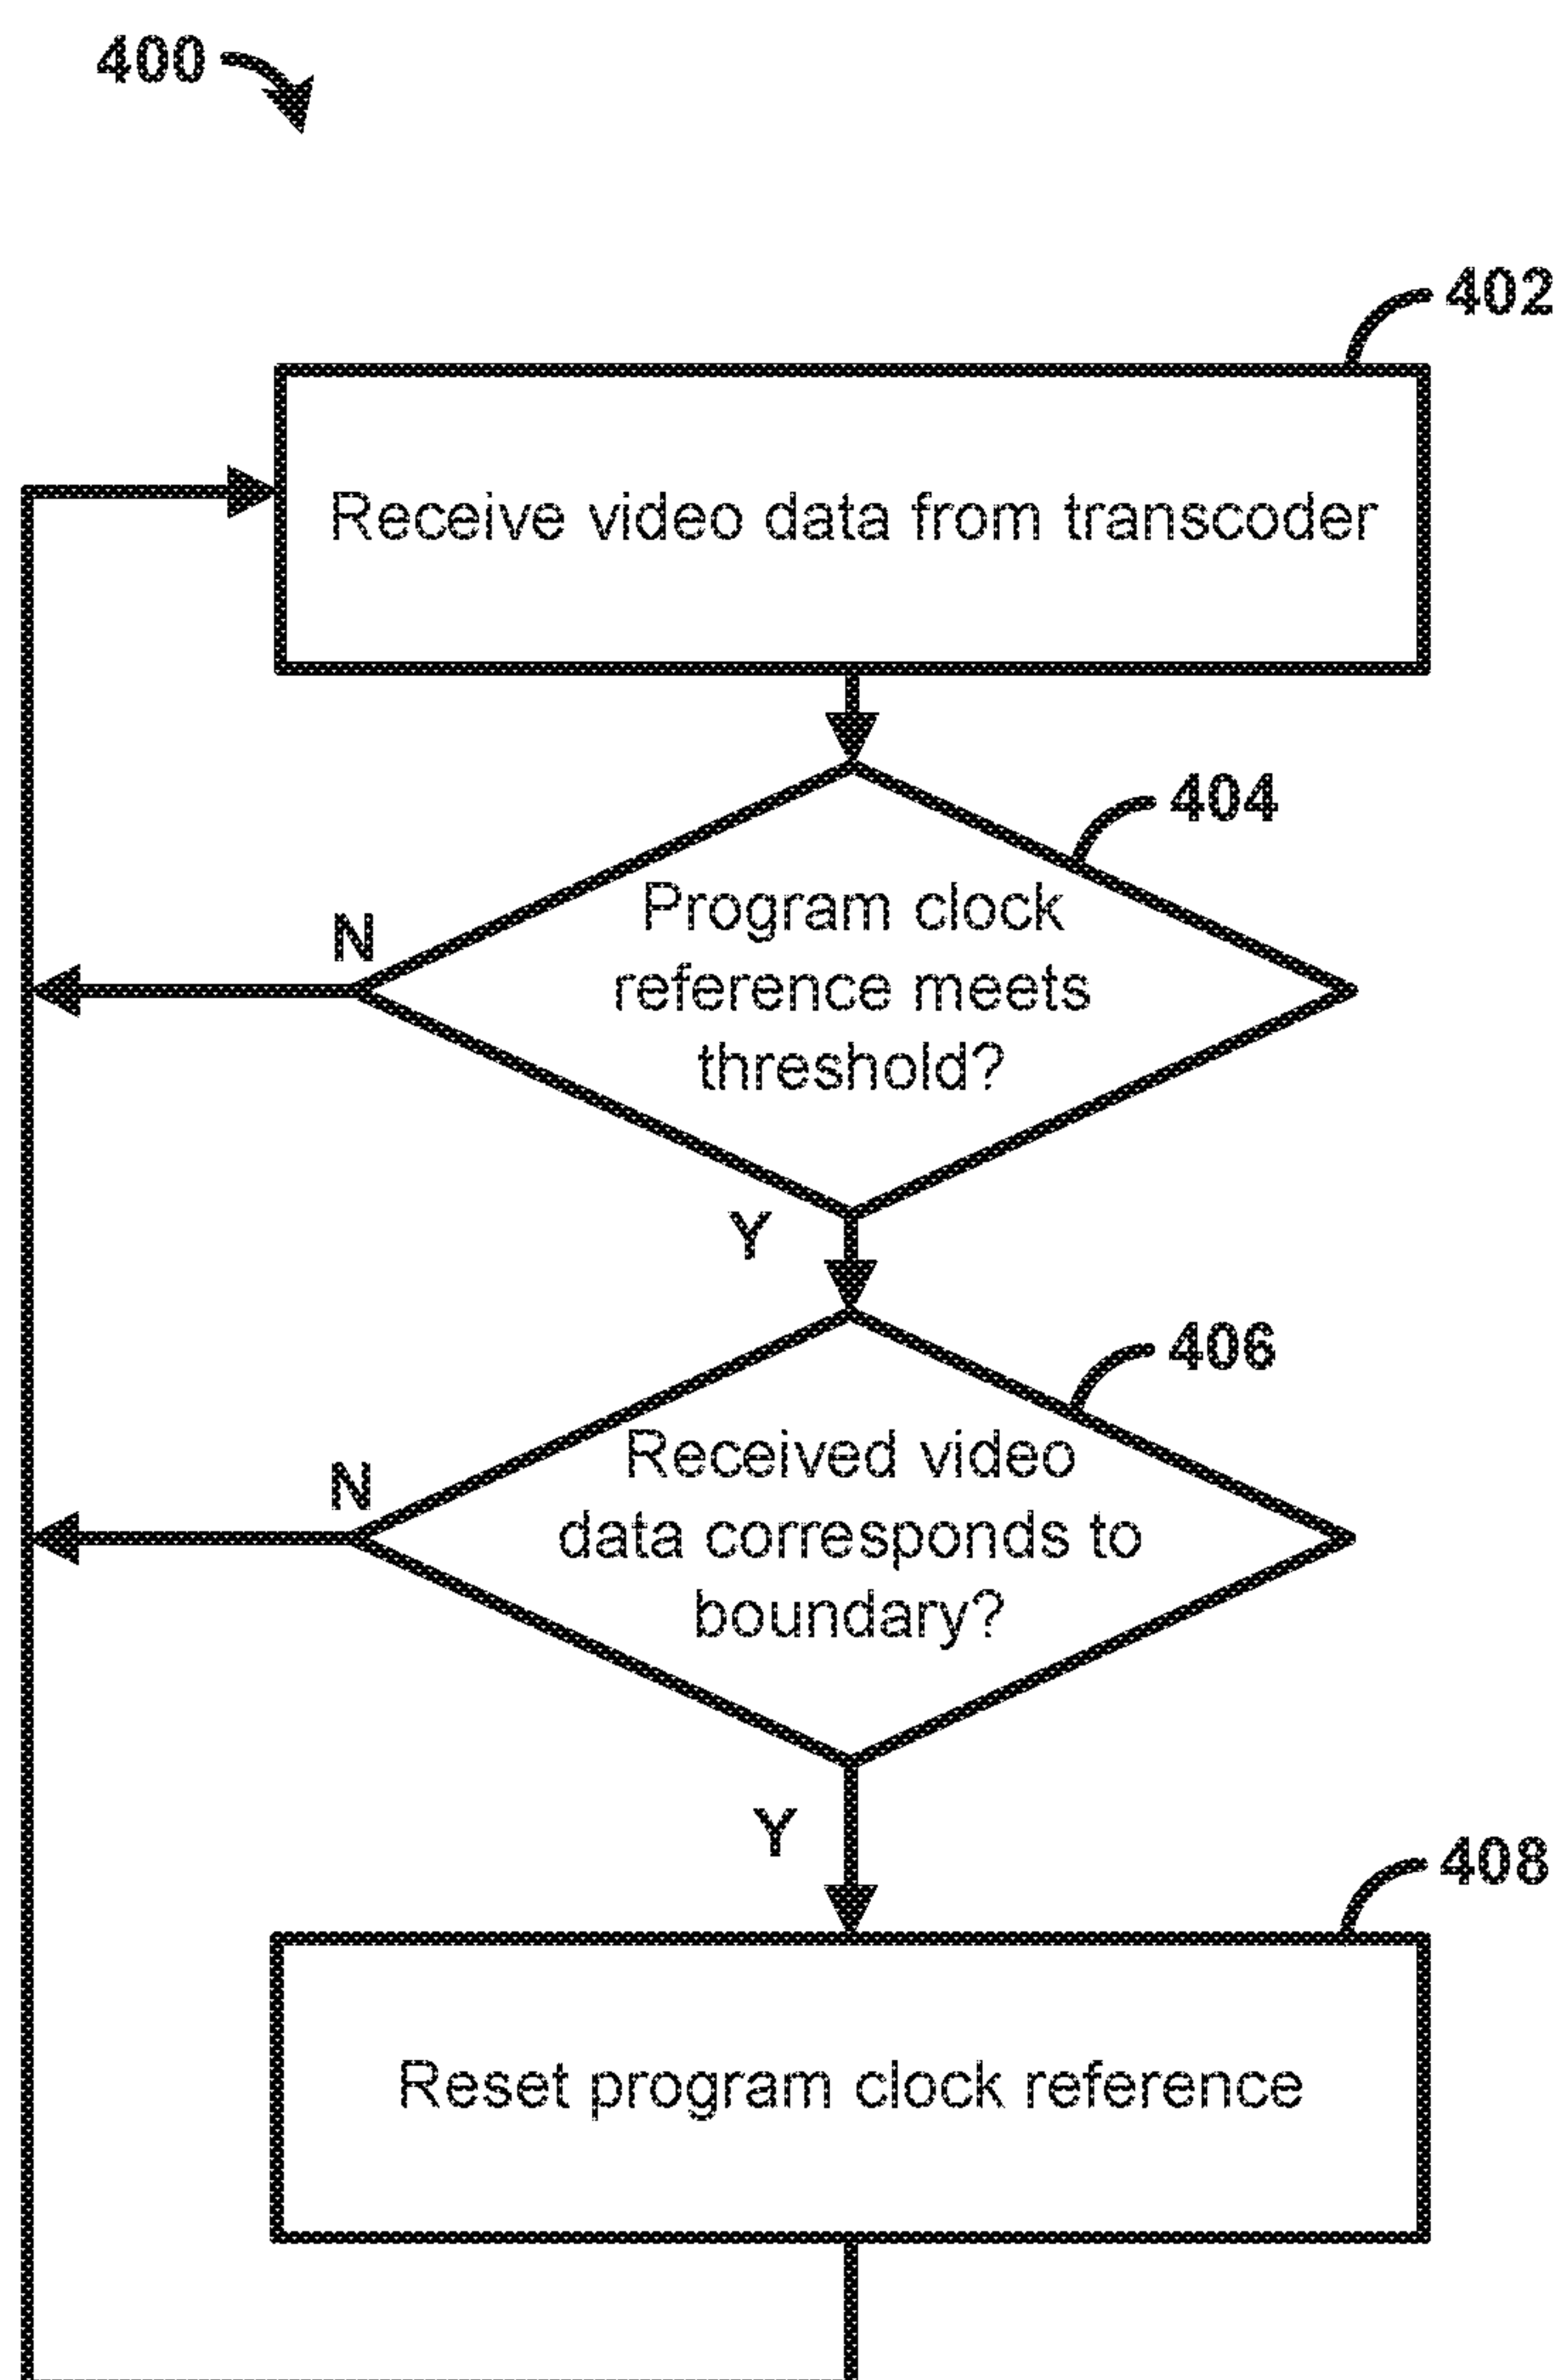 400
402
Receive video data from transcoder
404
Program clock
reference meets
threshold?
N
Y
406
Received video
data corresponds to
boundary?
N
Y
408
Reset program clock reference